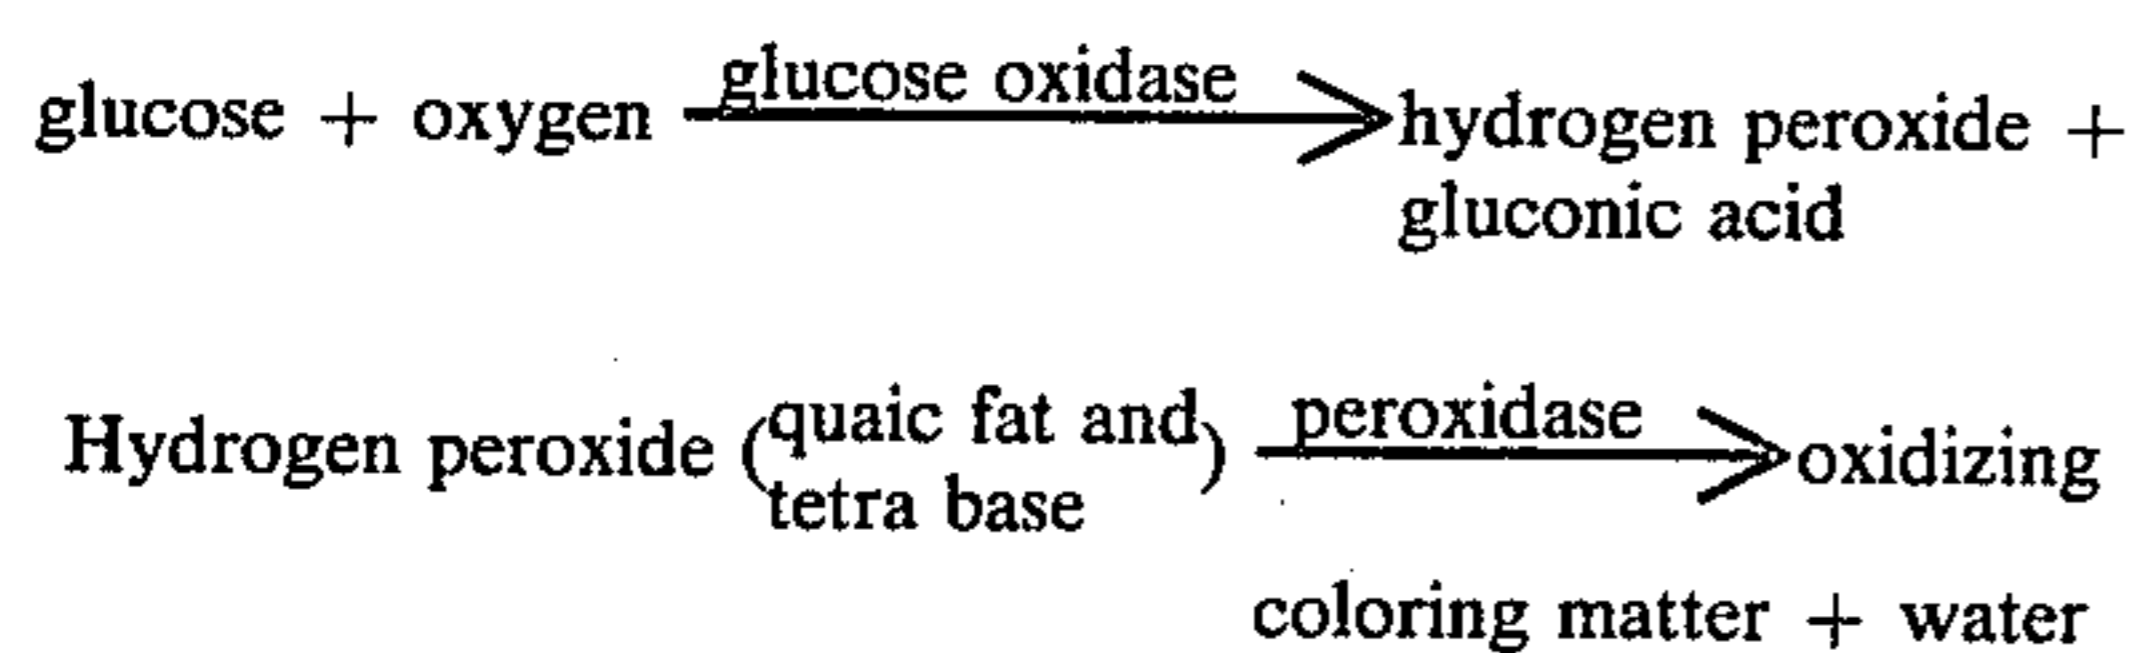 glucose + oxygen glucose oxidase hydrogen peroxide +
gluconic acid
Hydrogen peroxide (quaic fat and tetra base) peroxidase oxidizing
coloring matter + water